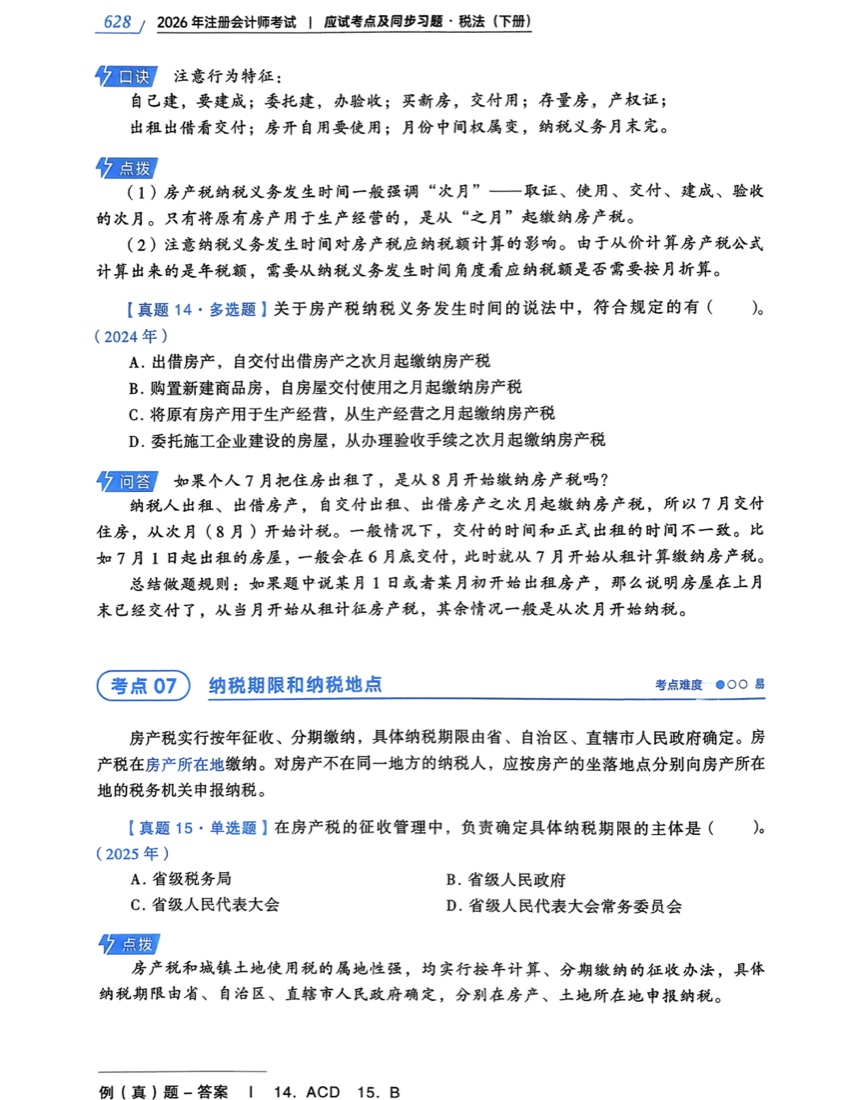 628 2026年注册会计师考试 | 应试考点及同步习题·税法（下册）
口诀 注意行为特征：
自己建，要建成；委托建，办验收；买新房，交付用；存量房，产权证；
出租出借看交付；房开自用要使用；月份中间权属变，纳税义务月末完。
点拨
（1）房产税纳税义务发生时间一般强调“次月”——取证、使用、交付、建成、验收
的次月。只有将原有房产用于生产经营的，是从“之月”起缴纳房产税。
（2）注意纳税义务发生时间对房产税应纳税额计算的影响。由于从价计算房产税公式
计算出来的是年税额，需要从纳税义务发生时间角度看应纳税额是否需要按月折算。
【真题14·多选题】关于房产税纳税义务发生时间的说法中，符合规定的有（ ）。
（2024年）
A. 出借房产，自交付出借房产之次月起缴纳房产税
B. 购置新建商品房，自房屋交付使用之月起缴纳房产税
C. 将原有房产用于生产经营，从生产经营之月起缴纳房产税
D. 委托施工企业建设的房屋，从办理验收手续之次月起缴纳房产税
问答 如果个人7月把住房出租了，是从8月开始缴纳房产税吗？
纳税人出租、出借房产，自交付出租、出借房产之次月起缴纳房产税，所以7月交付
住房，从次月（8月）开始计税。一般情况下，交付的时间和正式出租的时间不一致。比
如7月1日起出租的房屋，一般会在6月底交付，此时就从7月开始从租计算缴纳房产税。
总结做题规则：如果题中说某月1日或者某月初开始出租房产，那么说明房屋在上月
末已经交付了，从当月开始从租计征房产税，其余情况一般是从次月开始纳税。
考点07 纳税期限和纳税地点 考点难度 ●○○ 易
房产税实行按年征收、分期缴纳，具体纳税期限由省、自治区、直辖市人民政府确定。房
产税在房产所在地缴纳。对房产不在同一地方的纳税人，应按房产的坐落地点分别向房产所在
地的税务机关申报纳税。
【真题15·单选题】在房产税的征收管理中，负责确定具体纳税期限的主体是（ ）。
（2025年）
A. 省级税务局 B. 省级人民政府
C. 省级人民代表大会 D. 省级人民代表大会常务委员会
点拨
房产税和城镇土地使用税的属地性强，均实行按年计算、分期缴纳的征收办法，具体
纳税期限由省、自治区、直辖市人民政府确定，分别在房产、土地所在地申报纳税。
例（真）题–答案 | 14. ACD 15. B